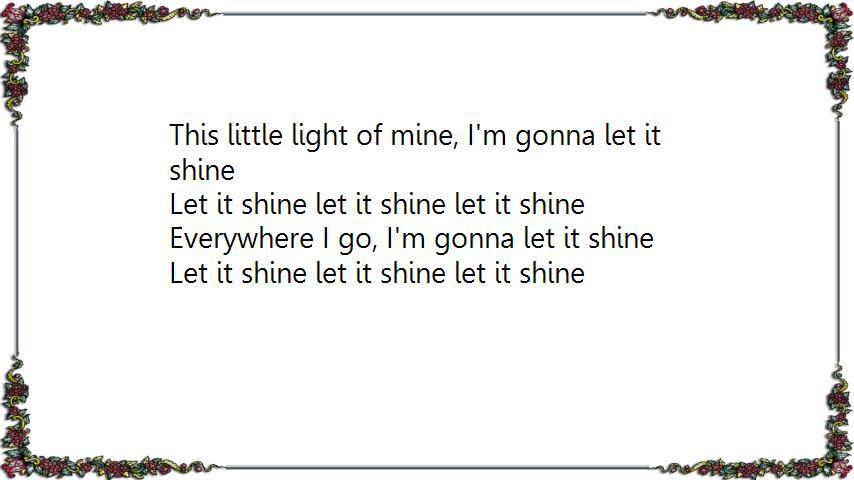 This little light of mine, I'm gonna let it
shine
Let it shine let it shine let it shine
Everywhere I go, I'm gonna let it shine
Let it shine let it shine let it shine